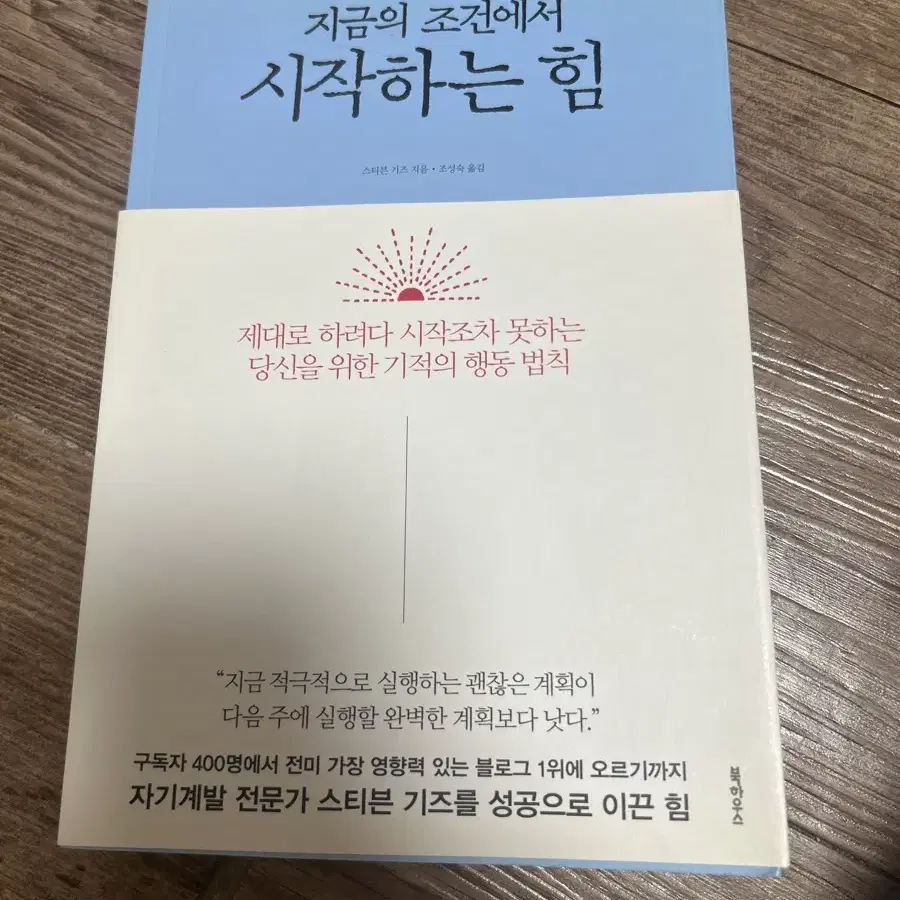 지금의 조건에서
시작하는 힘
스티븐 기즈 지음 • 조성숙 옮김
제대로 하려다 시작조차 못하는
당신을 위한 기적의 행동 법칙
“지금 적극적으로 실행하는 괜찮은 계획이
다음 주에 실행할 완벽한 계획보다 낫다.”
구독자 400명에서 전미 가장 영향력 있는 블로그 1위에 오르기까지
자기계발 전문가 스티븐 기즈를 성공으로 이끈 힘
북하우스